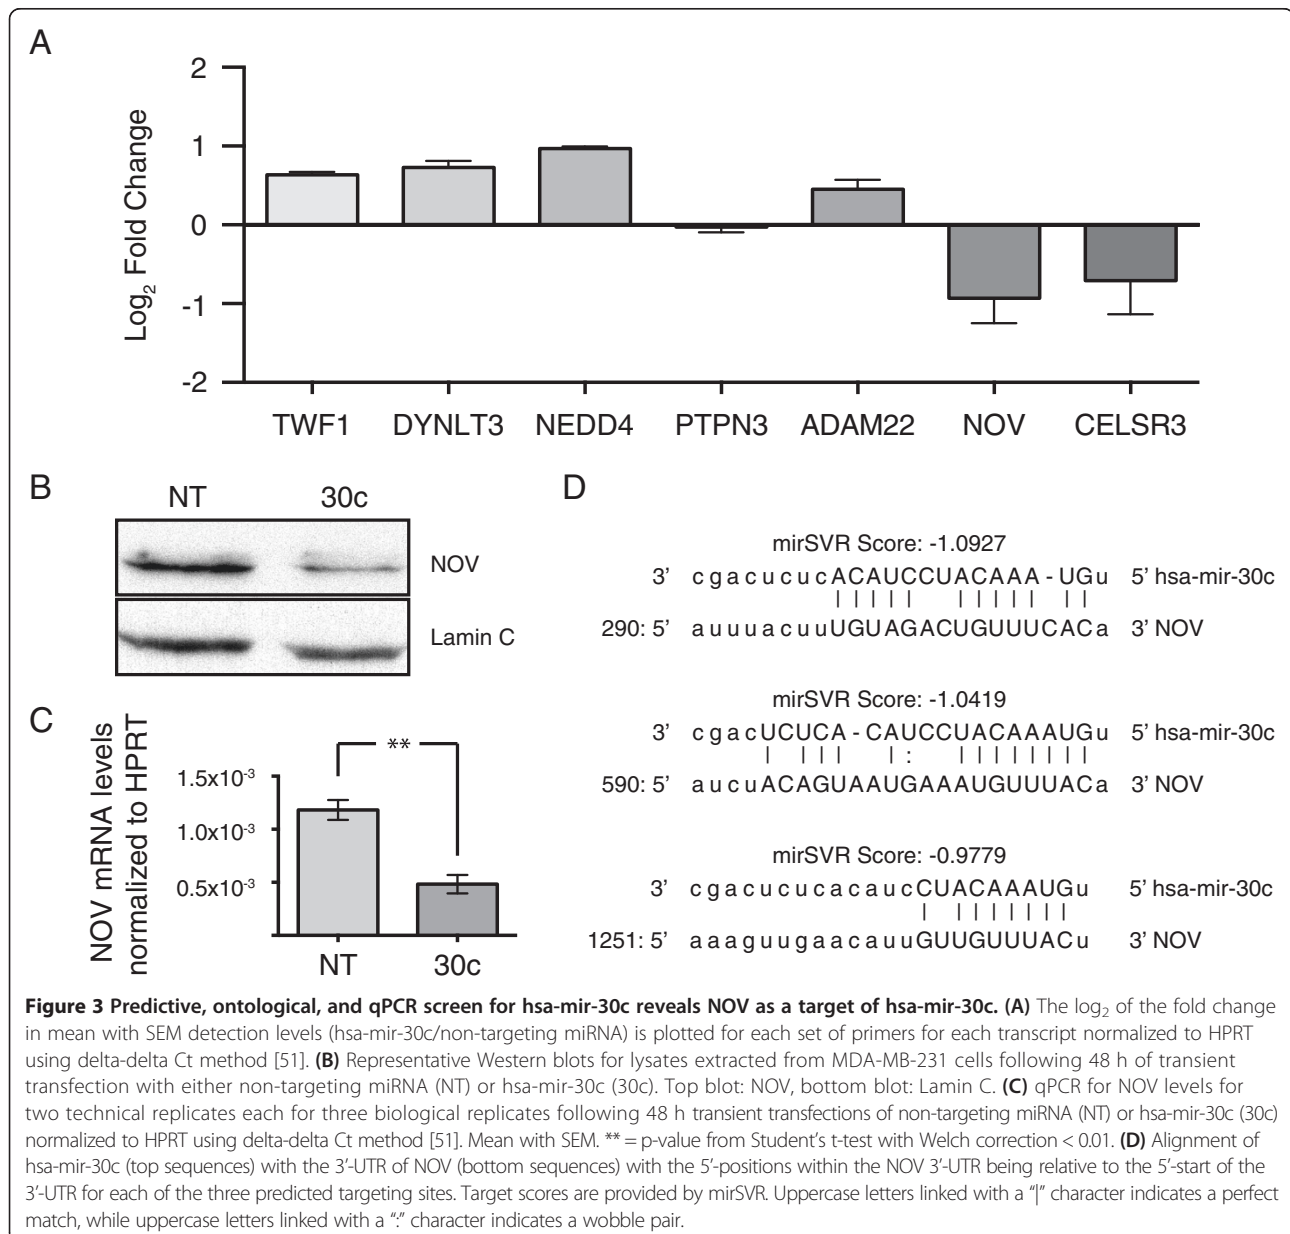 A
2
1
0
-1
-2
Log2 Fold Change
TWF1 DYNLT3 NEDD4 PTPN3 ADAM22 NOV CELSR3
B
NT 30c
NOV
Lamin C
C
NOV mRNA levels
normalized to HPRT
**
1.5x10-3
1.0x10-3
0.5x10-3
NT 30c
D
mirSVR Score: -1.0927
3’ cgacucucACAUCCUACAAA-UGu 5’ hsa-mir-30c
| | | | | | | | | | | |
290: 5’ auuuacuuUGUAGACUGUUUCACa 3’ NOV
mirSVR Score: -1.0419
3’ cgacUCUCA-CAUCCUACAAAUGu 5’ hsa-mir-30c
| | | | | : | | | | | | | |
590: 5’ aucuACAGUAAUGAAAUGUUUACa 3’ NOV
mirSVR Score: -0.9779
3’ cgacucucacaucCUACAAAUGu 5’ hsa-mir-30c
| | | | | | | |
1251: 5’ aaaguugaacauuGUUGUUUACu 3’ NOV
Figure 3 Predictive, ontological, and qPCR screen for hsa-mir-30c reveals NOV as a target of hsa-mir-30c. (A) The log2 of the fold change
in mean with SEM detection levels (hsa-mir-30c/non-targeting miRNA) is plotted for each set of primers for each transcript normalized to HPRT
using delta-delta Ct method [51]. (B) Representative Western blots for lysates extracted from MDA-MB-231 cells following 48 h of transient
transfection with either non-targeting miRNA (NT) or hsa-mir-30c (30c). Top blot: NOV, bottom blot: Lamin C. (C) qPCR for NOV levels for
two technical replicates each for three biological replicates following 48 h transient transfections of non-targeting miRNA (NT) or hsa-mir-30c (30c)
normalized to HPRT using delta-delta Ct method [51]. Mean with SEM. ** = p-value from Student’s t-test with Welch correction < 0.01. (D) Alignment of
hsa-mir-30c (top sequences) with the 3’-UTR of NOV (bottom sequences) with the 5’-positions within the NOV 3’-UTR being relative to the 5’-start of the
3’-UTR for each of the three predicted targeting sites. Target scores are provided by mirSVR. Uppercase letters linked with a “|” character indicates a perfect
match, while uppercase letters linked with a “:” character indicates a wobble pair.